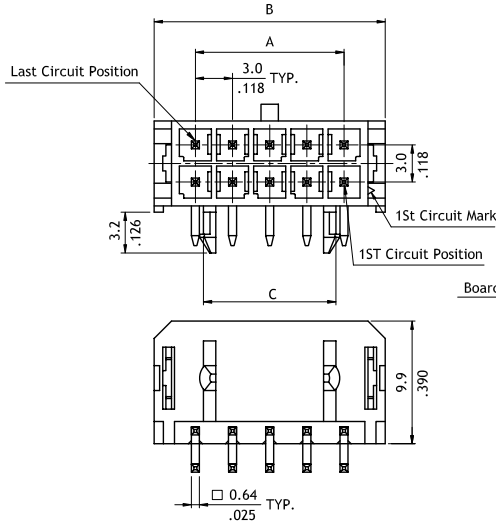 B
A
Last Circuit Position
3.0
.118
TYP.
3.0
.118
3.2
.126
1St Circuit Mark
1ST Circuit Position
Board
C
9.9
.390
□ 0.64
.025
TYP.